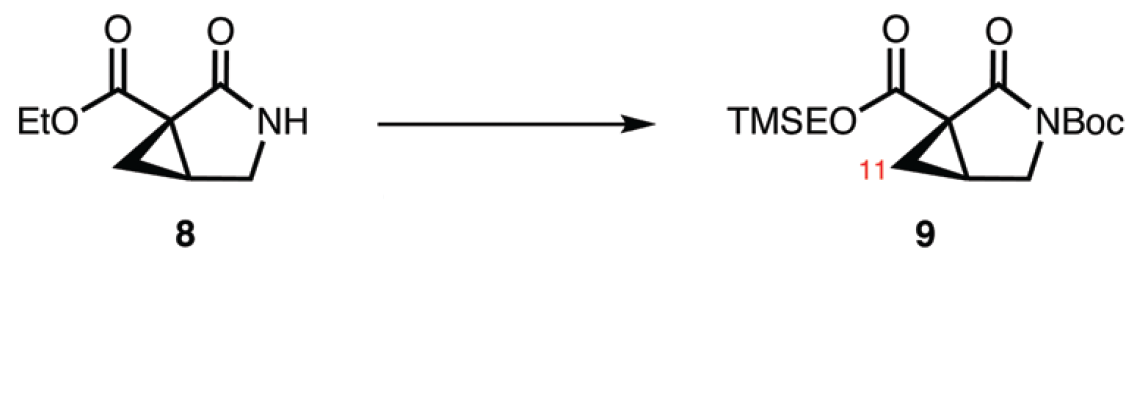 O O O O
EtO NH TMSEO NBoc
11
8 9